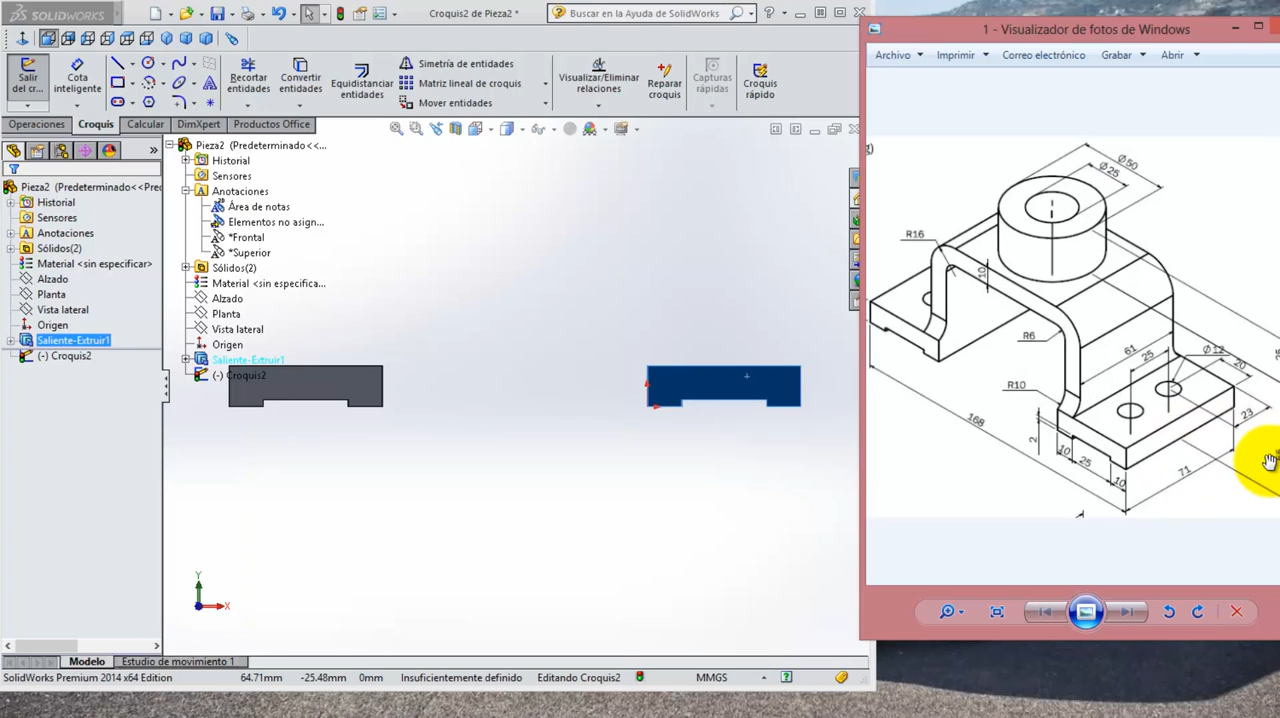 SOLIDWORKS
Croquis2 de Pieza2 *
Buscar en la Ayuda de SolidWorks
Salir del cr...
Cota inteligente
Recortar entidades
Convertir entidades
Equidistanciar entidades
Simetría de entidades
Matriz lineal de croquis
Mover entidades
Visualizar/Eliminar relaciones
Reparar croquis
Capturas rápidas
Croquis rápido
Operaciones
Croquis
Calcular
DimXpert
Productos Office
Pieza2 (Predeterminado<<Prec
Historial
Sensores
Anotaciones
Sólidos(2)
Material <sin especificar>
Alzado
Planta
Vista lateral
Origen
Saliente-Extruir1
(-) Croquis2
Pieza2 (Predeterminado<<...
Historial
Sensores
Anotaciones
Área de notas
Elementos no asign...
*Frontal
*Superior
Sólidos(2)
Material <sin especifica...
Alzado
Planta
Vista lateral
Origen
Saliente-Extruir1
(-) Croquis2
Y
X
Modelo
Estudio de movimiento 1
SolidWorks Premium 2014 x64 Edition
64.71mm
-25.48mm
0mm
Insuficientemente definido
Editando Croquis2
MMGS
1 - Visualizador de fotos de Windows
Archivo
Imprimir
Correo electrónico
Grabar
Abrir
Ø50
Ø25
R16
10
R6
61
25
Ø12
20
R10
23
168
2
10
25
10
71